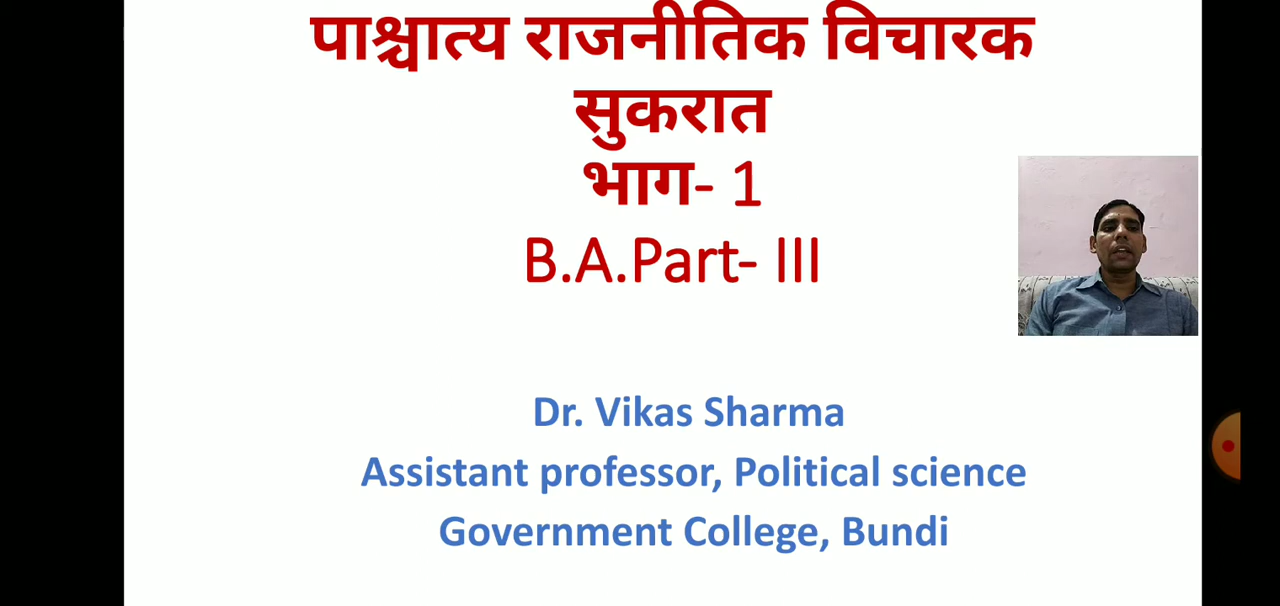 पाश्चात्य राजनीतिक विचारक
सुकरात
भाग- 1
B.A.Part- III
Dr. Vikas Sharma
Assistant professor, Political science
Government College, Bundi